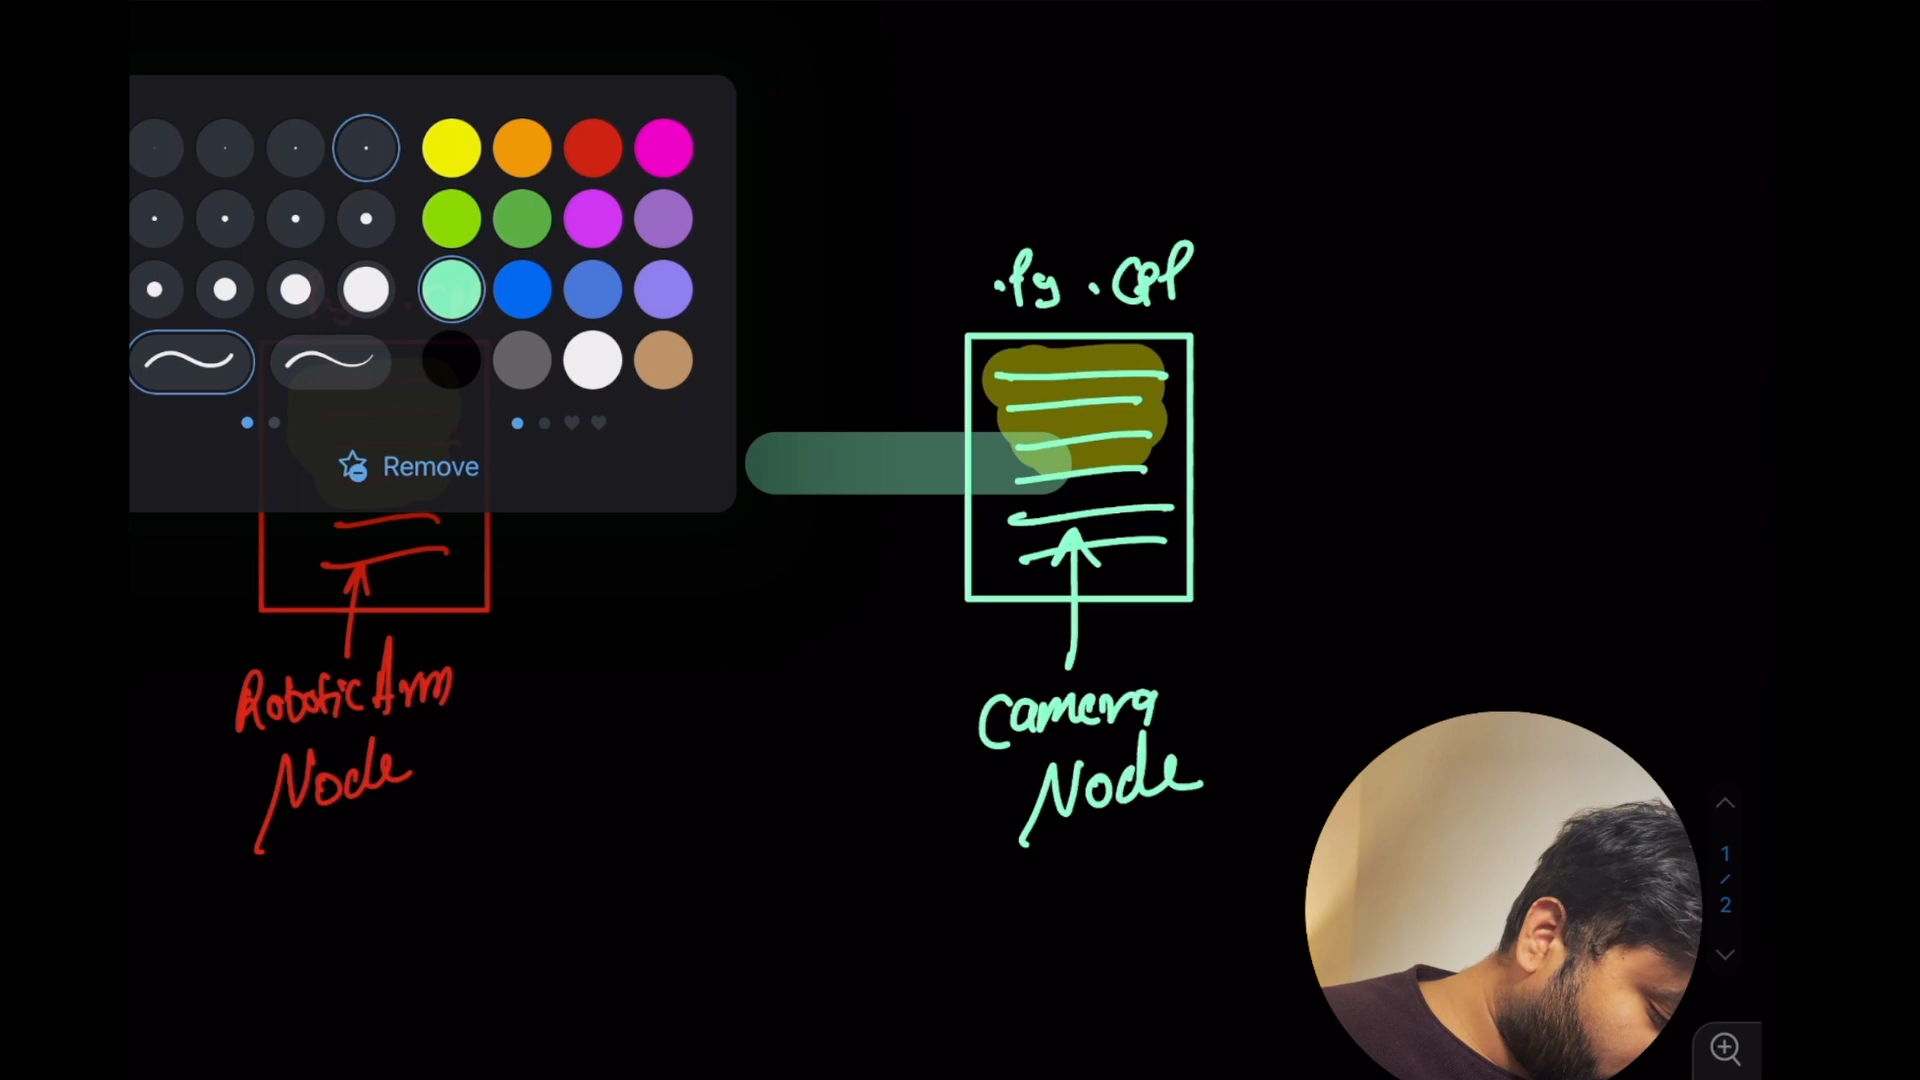 .Py .CPP
Remove
Robotic Arm
Node
Camera
Node
1
/
2